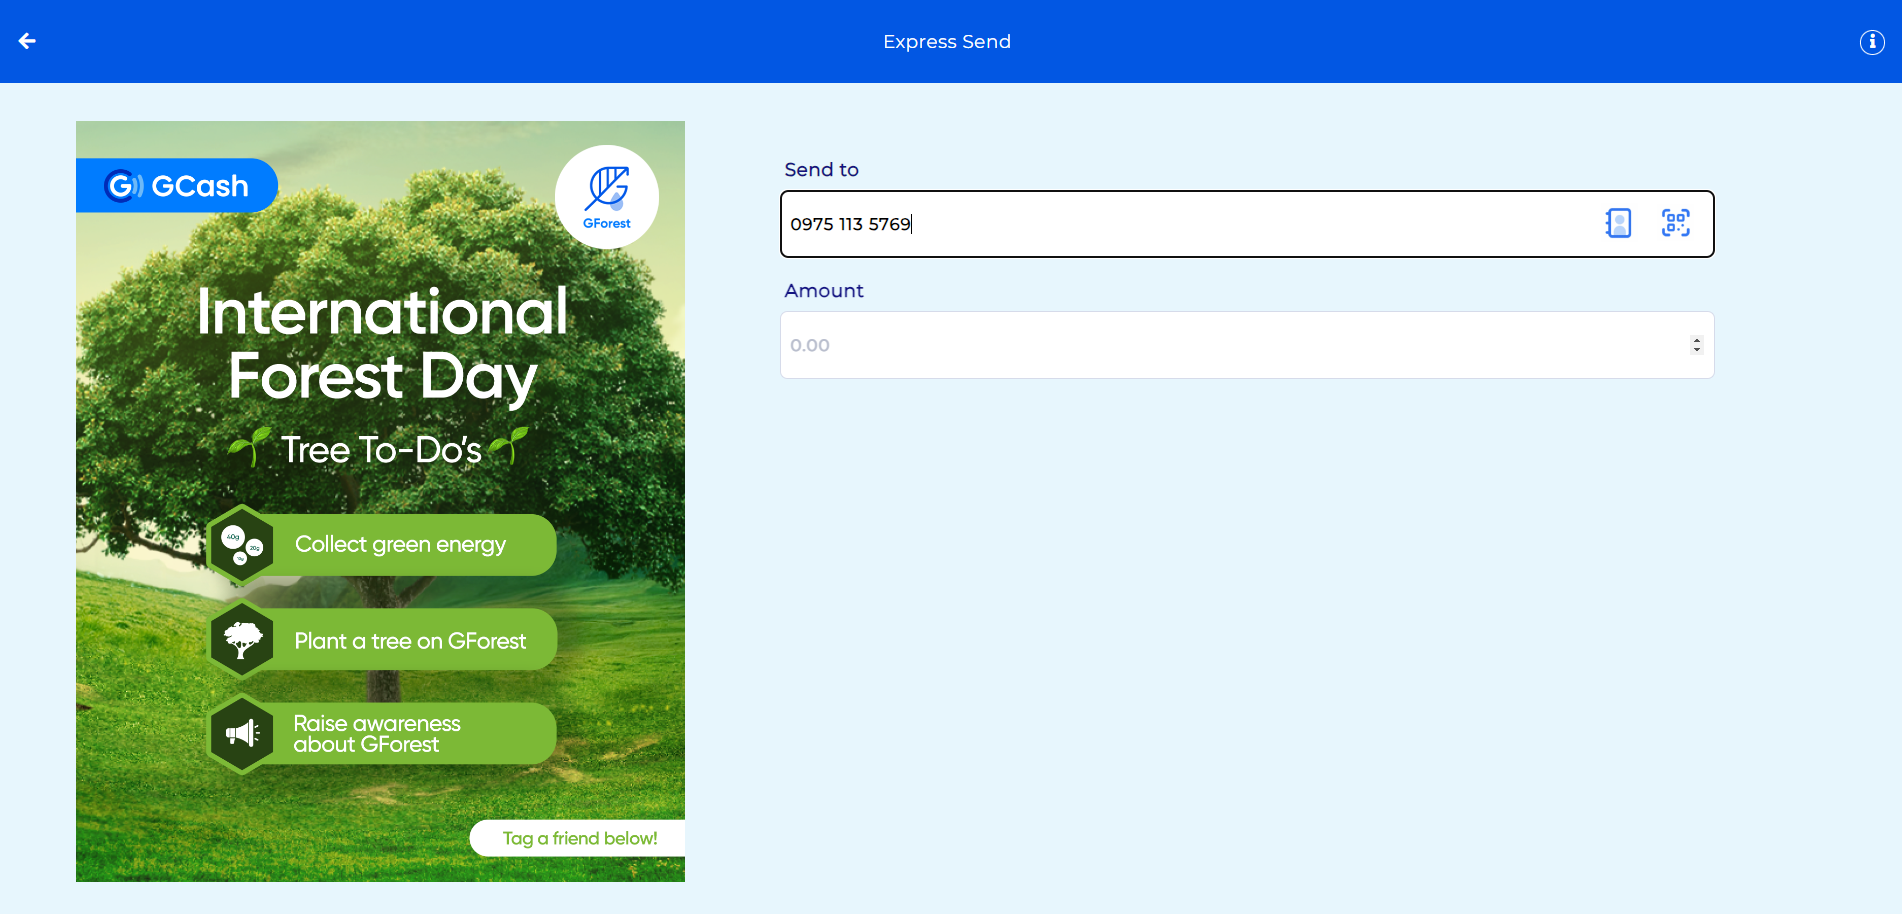 Express Send
GCash
GForest
International
Forest Day
Tree To-Do's
40g
20g
Collect green energy
Plant a tree on GForest
Raise awareness
about GForest
Tag a friend below!
Send to
0975 113 5769
Amount
0.00